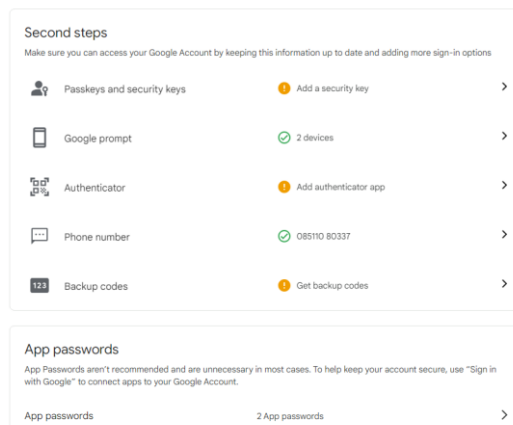 Second steps
Make sure you can access your Google Account by keeping this information up to date and adding more sign-in options
Passkeys and security keys
! Add a security key
Google prompt
2 devices
Authenticator
! Add authenticator app
Phone number
085110 80337
123 Backup codes
! Get backup codes
App passwords
App Passwords aren't recommended and are unnecessary in most cases. To help keep your account secure, use "Sign in
with Google" to connect apps to your Google Account.
App passwords
2 App passwords